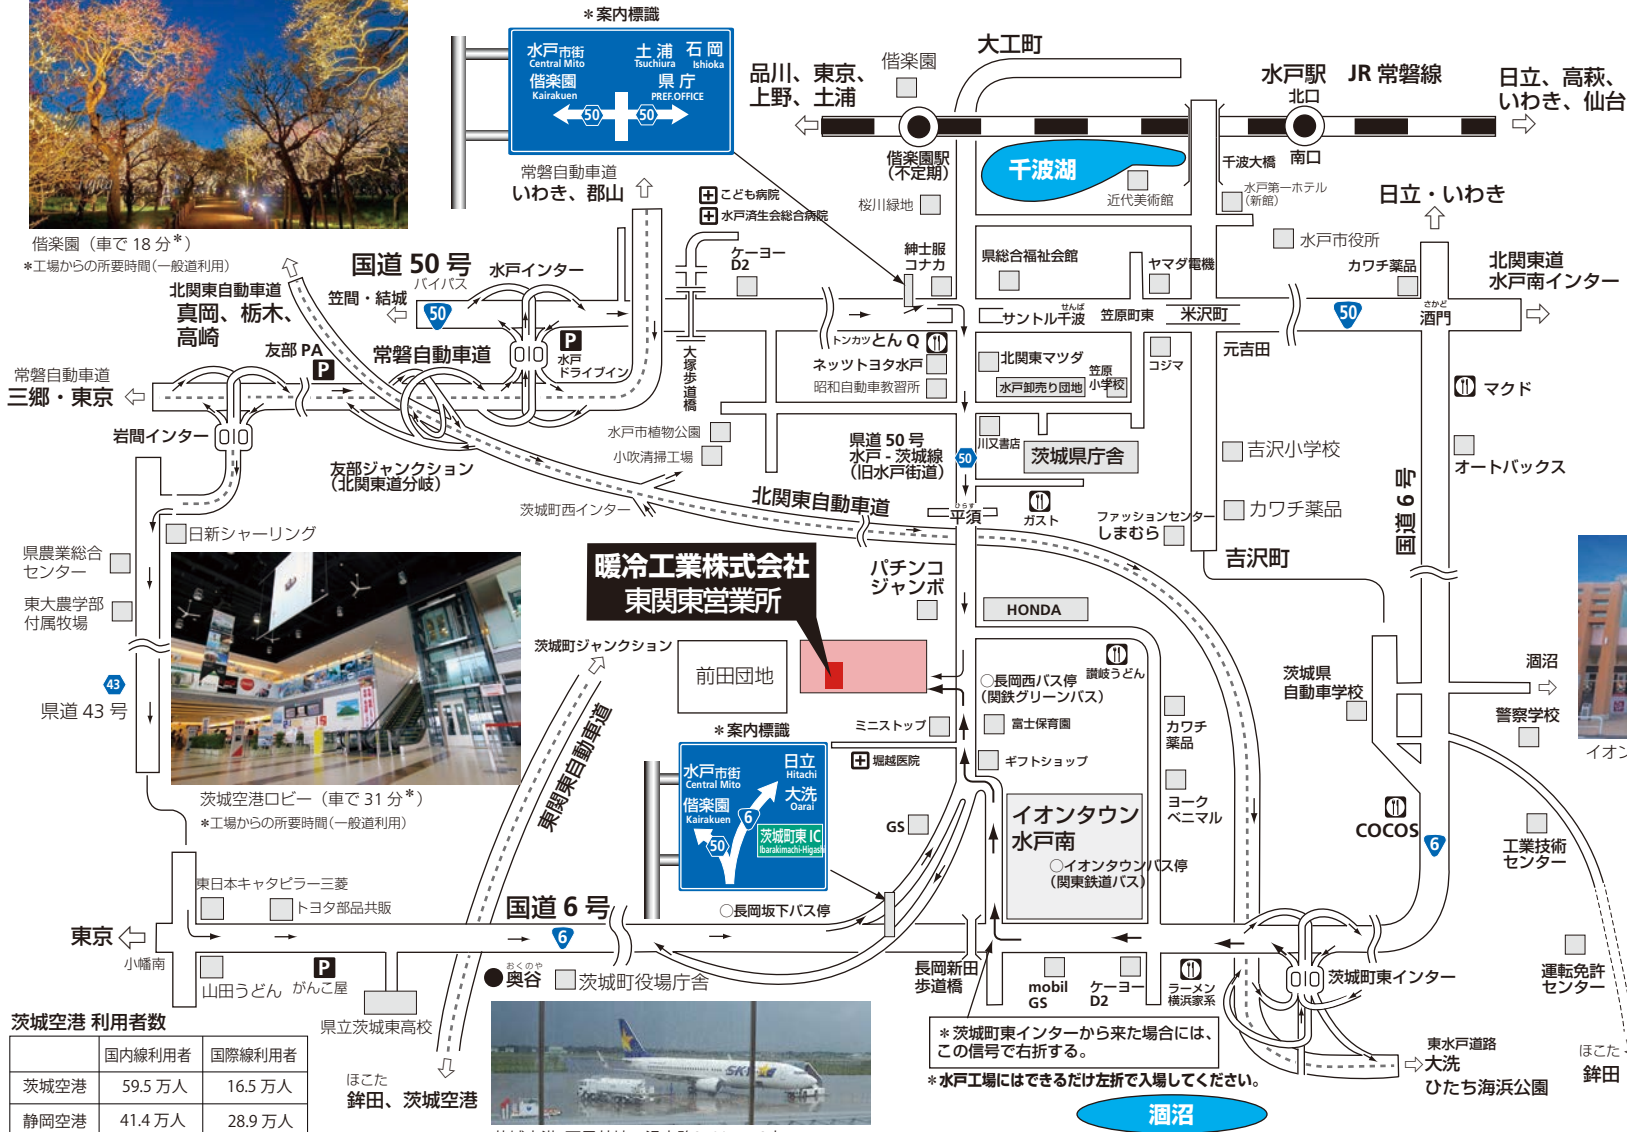 *案内標識
水戸市街
Central Mito
偕楽園
Kairakuen
土浦
Tsuchiura
石岡
Ishioka
県庁
PREF.OFFICE
50
50
偕楽園（車で 18 分*）
*工場からの所要時間（一般道利用）
常磐自動車道
いわき、郡山
品川、東京、
上野、土浦
偕楽園
大工町
水戸駅
JR 常磐線
北口
南口
日立、高萩、
いわき、仙台
偕楽園駅
（不定期）
千波湖
千波大橋
近代美術館
水戸第一ホテル
（新館）
桜川緑地
日立・いわき
水戸市役所
こども病院
水戸済生会総合病院
ケーヨー
D2
紳士服
コナカ
県総合福祉会館
ヤマダ電機
カワチ薬品
北関東道
水戸南インター
国道 50 号
バイパス
水戸インター
笠間・結城
50
北関東自動車道
真岡、栃木、
高崎
友部 PA
P
常磐自動車道
P
水戸
ドライブイン
大塚歩道橋
せんば
サントル千波
笠原町東
米沢町
50
さかど
酒門
元吉田
トンカツとん Q
ネッツトヨタ水戸
昭和自動車教習所
北関東マツダ
水戸卸売り団地
笠原
小学校
コジマ
マクド
常磐自動車道
三郷・東京
岩間インター
水戸市植物公園
小吹清掃工場
県道 50 号
水戸 - 茨城線
（旧水戸街道）
50
川又書店
茨城県庁舎
吉沢小学校
オートバックス
友部ジャンクション
（北関東道分岐）
茨城町西インター
北関東自動車道
ひらす
平須
ガスト
ファッションセンター
しまむら
カワチ薬品
国道 6 号
吉沢町
日新シャーリング
県農業総合
センター
東大農学部
付属牧場
43
県道 43 号
暖冷工業株式会社
東関東営業所
パチンコ
ジャンボ
HONDA
茨城町ジャンクション
前田団地
讃岐うどん
○長岡西バス停
（関鉄グリーンバス）
茨城県
自動車学校
涸沼
警察学校
ミニストップ
富士保育園
カワチ
薬品
堀越医院
ギフトショップ
*案内標識
水戸市街
Central Mito
偕楽園
Kairakuen
日立
Hitachi
大洗
Oarai
6
50
茨城町東 IC
Ibarakimachi-Higashi
東関東自動車道
茨城空港ロビー（車で 31 分*）
*工場からの所要時間（一般道利用）
GS
イオンタウン
水戸南
○イオンタウンバス停
（関東鉄道バス）
ヨーク
ベニマル
COCOS
6
工業技術
センター
イオン
東日本キャタピラー三菱
トヨタ部品共販
国道 6 号
6
○長岡坂下バス停
東京
小幡南
山田うどん
P
がんこ屋
県立茨城東高校
おくのや
奥谷
茨城町役場庁舎
長岡新田
歩道橋
mobil
GS
ケーヨー
D2
ラーメン
横浜家系
茨城町東インター
運転免許
センター
*茨城町東インターから来た場合には、
この信号で右折する。
*水戸工場にはできるだけ左折で入場してください。
東水戸道路
大洗
ひたち海浜公園
ほこた
鉾田
ほこた
鉾田、茨城空港
涸沼
SKY
茨城空港 利用者数
国内線利用者 国際線利用者
茨城空港 59.5 万人 16.5 万人
静岡空港 41.4 万人 28.9 万人